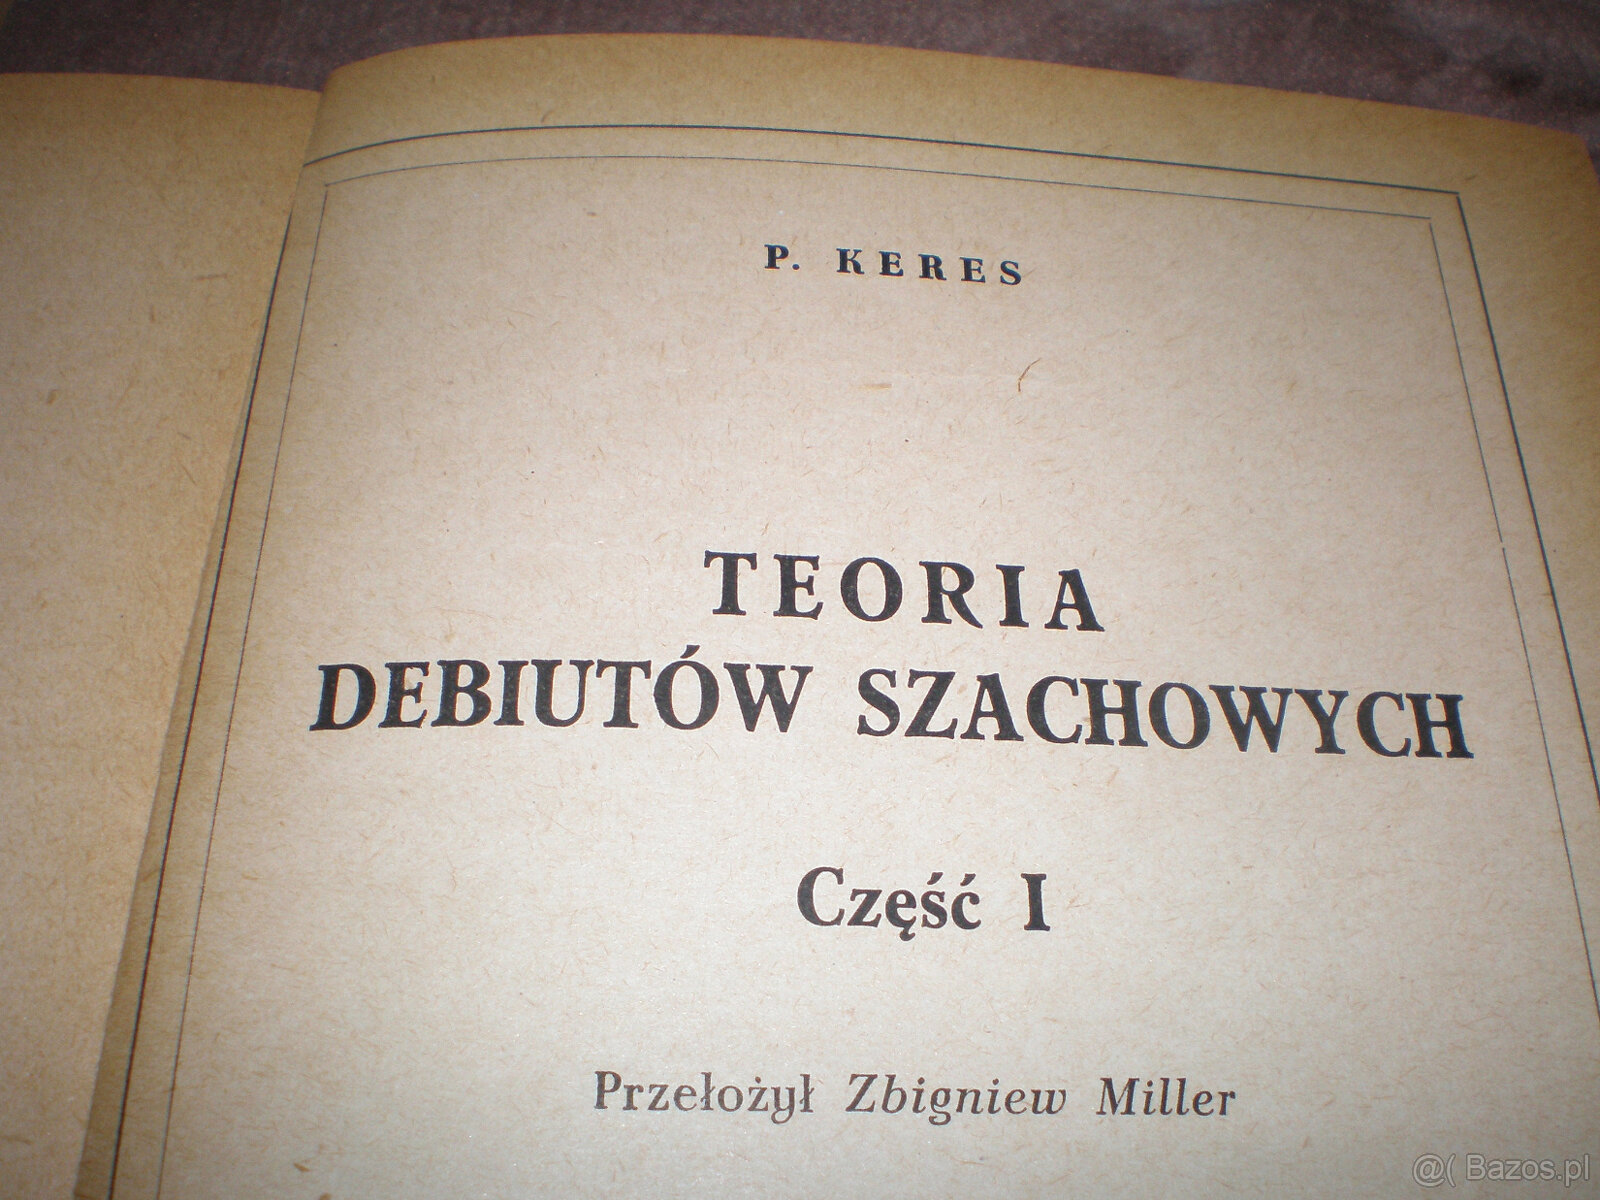 P. KERES
TEORIA
DEBIUTÓW SZACHOWYCH
Część I
Przełożył Zbigniew Miller
@( Bazos.pl